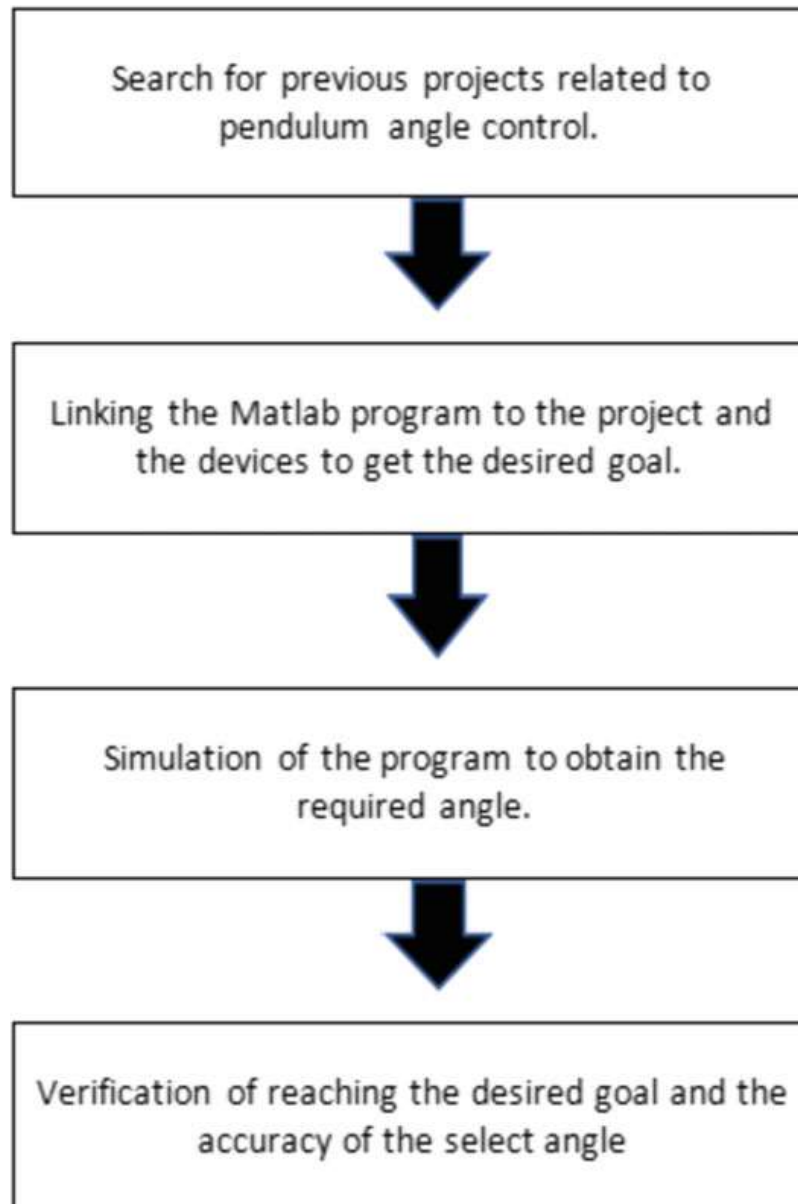 Search for previous projects related to
pendulum angle control.
Linking the Matlab program to the project and
the devices to get the desired goal.
Simulation of the program to obtain the
required angle.
Verification of reaching the desired goal and the
accuracy of the select angle